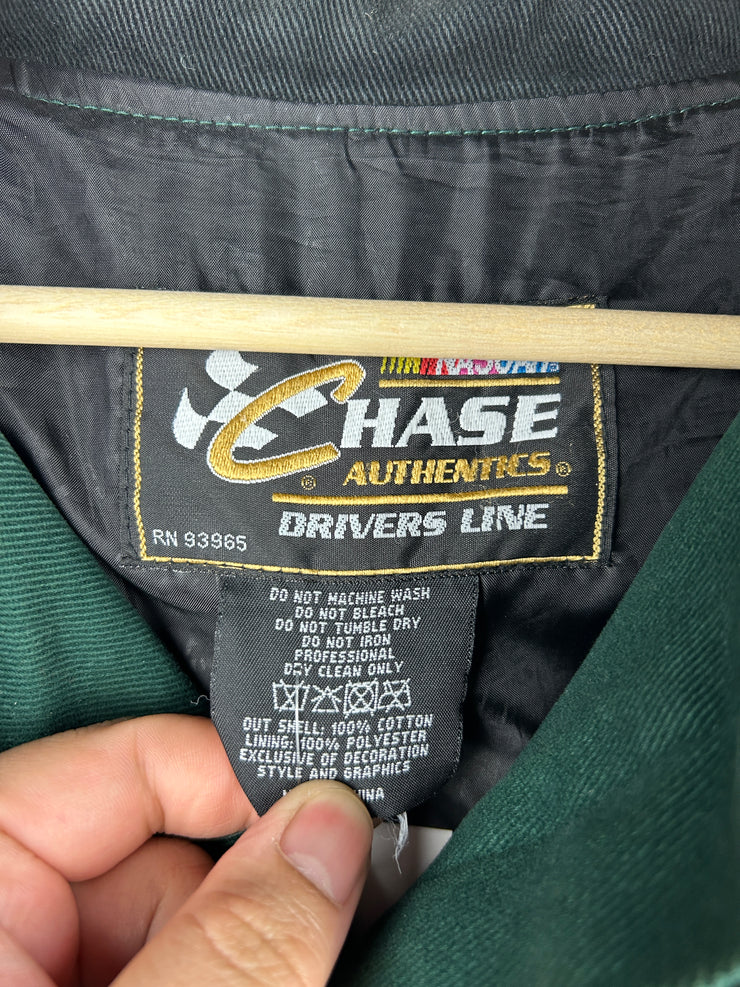 NASCAR
CHASE
AUTHENTICS
DRIVERS LINE
RN 93965
DO NOT MACHINE WASH
DO NOT BLEACH
DO NOT TUMBLE DRY
DO NOT IRON
PROFESSIONAL
DRY CLEAN ONLY
OUT SHELL: 100% COTTON
LINING: 100% POLYESTER
EXCLUSIVE OF DECORATION
STYLE AND GRAPHICS